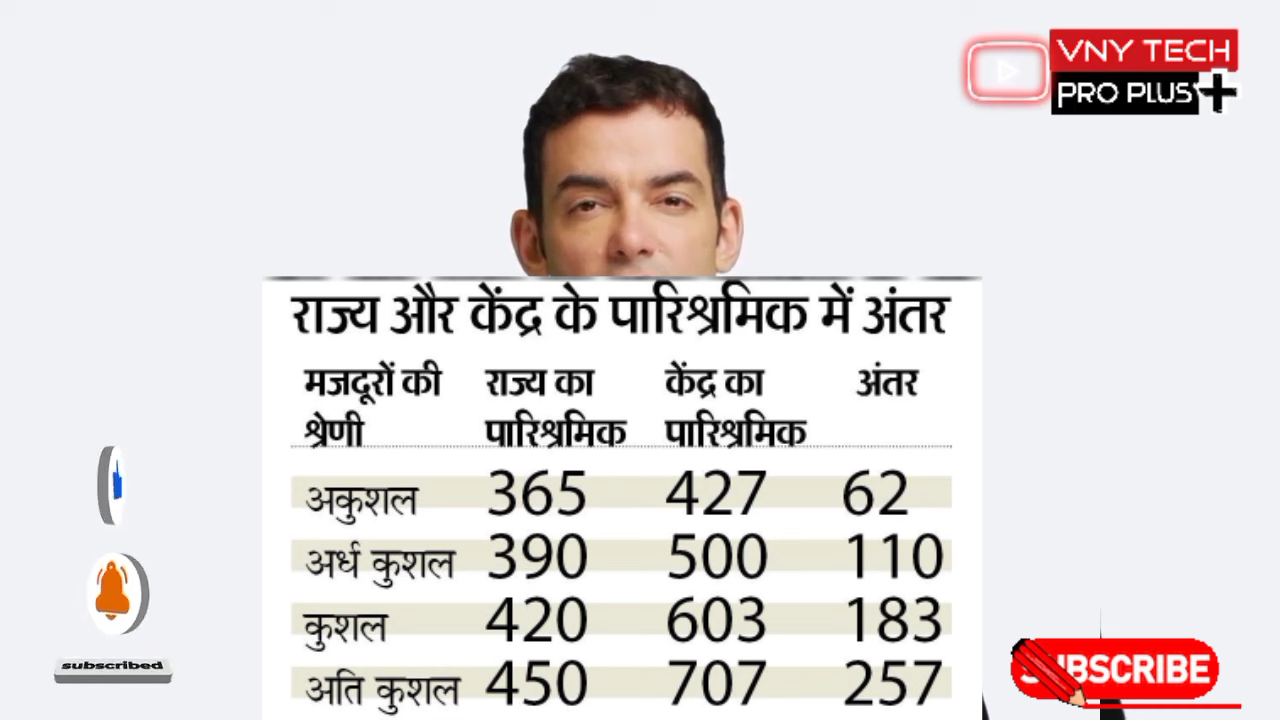 VNY TECH
PRO PLUS+
राज्य और केंद्र के पारिश्रमिक में अंतर
मजदूरों की श्रेणी राज्य का पारिश्रमिक केंद्र का पारिश्रमिक अंतर
अकुशल 365 427 62
अर्ध कुशल 390 500 110
कुशल 420 603 183
अति कुशल 450 707 257
subscribed
SUBSCRIBE